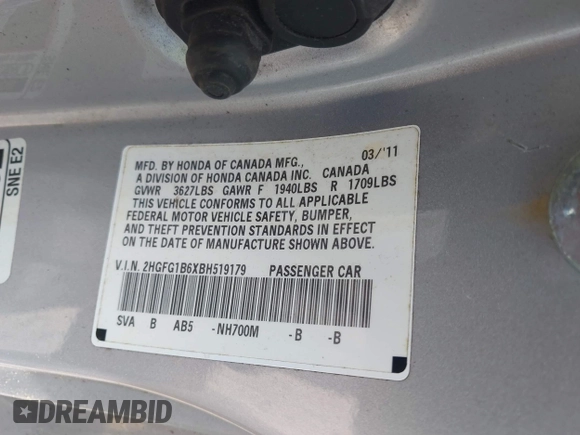 SNE E2
MFD. BY HONDA OF CANADA MFG., 03/'11
A DIVISION OF HONDA CANADA INC. CANADA
GVWR 3627LBS GAWR F 1940LBS R 1709LBS
THIS VEHICLE CONFORMS TO ALL APPLICABLE
FEDERAL MOTOR VEHICLE SAFETY, BUMPER,
AND THEFT PREVENTION STANDARDS IN EFFECT
ON THE DATE OF MANUFACTURE SHOWN ABOVE.
V.I.N. 2HGFG1B6XBH519179 PASSENGER CAR
SVA B AB5 -NH700M -B -B
DREAMBID